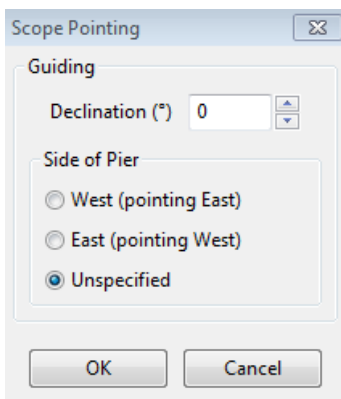 Scope Pointing
Guiding
Declination (°) 0
Side of Pier
West (pointing East)
East (pointing West)
Unspecified
OK Cancel